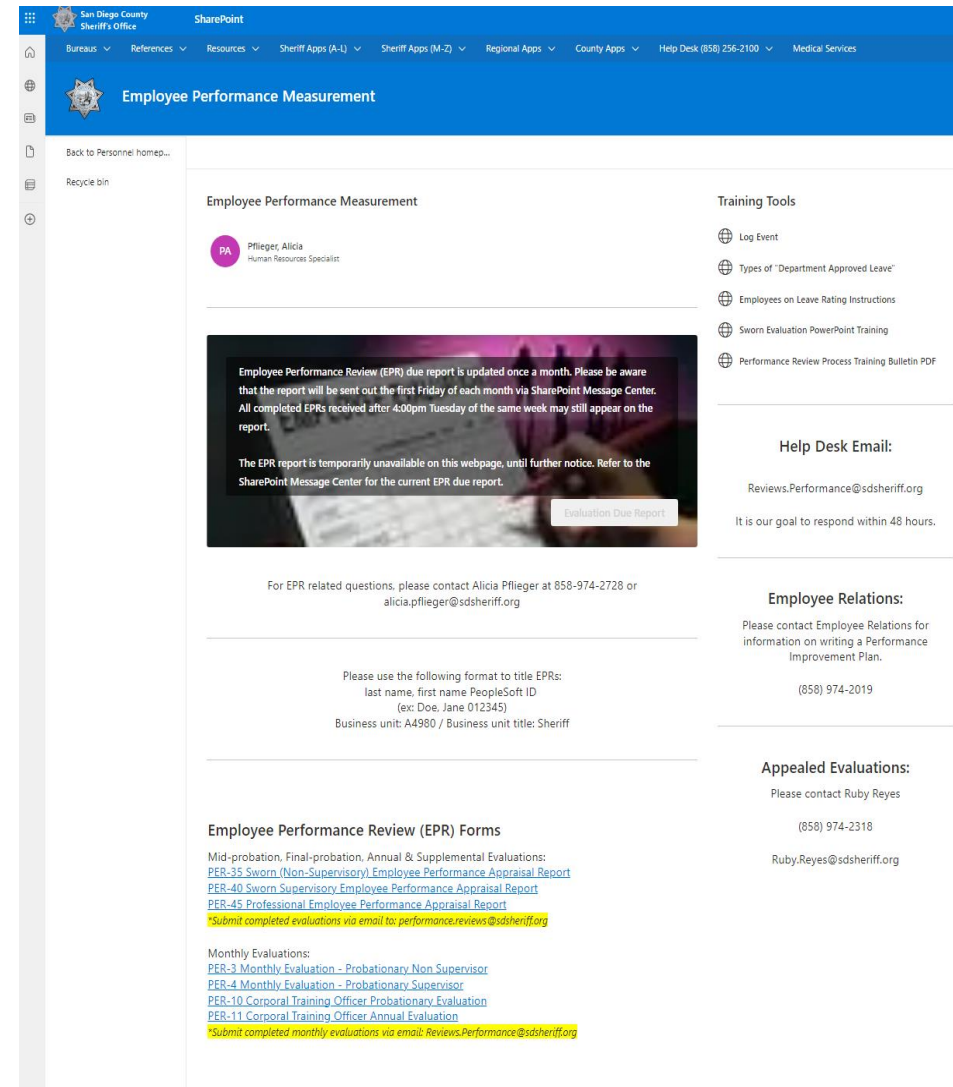 San Diego County
Sheriff's Office
SharePoint
Bureaus
References
Resources
Sheriff Apps (A-L)
Sheriff Apps (M-Z)
Regional Apps
County Apps
Help Desk (858) 256-2100
Medical Services
Employee Performance Measurement
Back to Personnel homep...
Recycle bin
Employee Performance Measurement
PA
Pflieger, Alicia
Human Resources Specialist
Employee Performance Review (EPR) due report is updated once a month. Please be aware
that the report will be sent out the first Friday of each month via SharePoint Message Center.
All completed EPRs received after 4:00pm Tuesday of the same week may still appear on the
report.
The EPR report is temporarily unavailable on this webpage, until further notice. Refer to the
SharePoint Message Center for the current EPR due report.
Evaluation Due Report
For EPR related questions, please contact Alicia Pflieger at 858-974-2728 or
alicia.pflieger@sdsheriff.org
Please use the following format to title EPRs:
last name, first name PeopleSoft ID
(ex: Doe, Jane 012345)
Business unit: A4980 / Business unit title: Sheriff
Employee Performance Review (EPR) Forms
Mid-probation, Final-probation, Annual & Supplemental Evaluations:
PER-35 Sworn (Non-Supervisory) Employee Performance Appraisal Report
PER-40 Sworn Supervisory Employee Performance Appraisal Report
PER-45 Professional Employee Performance Appraisal Report
*Submit completed evaluations via email to: performance.reviews@sdsheriff.org
Monthly Evaluations:
PER-3 Monthly Evaluation - Probationary Non Supervisor
PER-4 Monthly Evaluation - Probationary Supervisor
PER-10 Corporal Training Officer Probationary Evaluation
PER-11 Corporal Training Officer Annual Evaluation
*Submit completed monthly evaluations via email: Reviews.Performance@sdsheriff.org
Training Tools
Log Event
Types of "Department Approved Leave"
Employees on Leave Rating Instructions
Sworn Evaluation PowerPoint Training
Performance Review Process Training Bulletin PDF
Help Desk Email:
Reviews.Performance@sdsheriff.org
It is our goal to respond within 48 hours.
Employee Relations:
Please contact Employee Relations for
information on writing a Performance
Improvement Plan.
(858) 974-2019
Appealed Evaluations:
Please contact Ruby Reyes
(858) 974-2318
Ruby.Reyes@sdsheriff.org